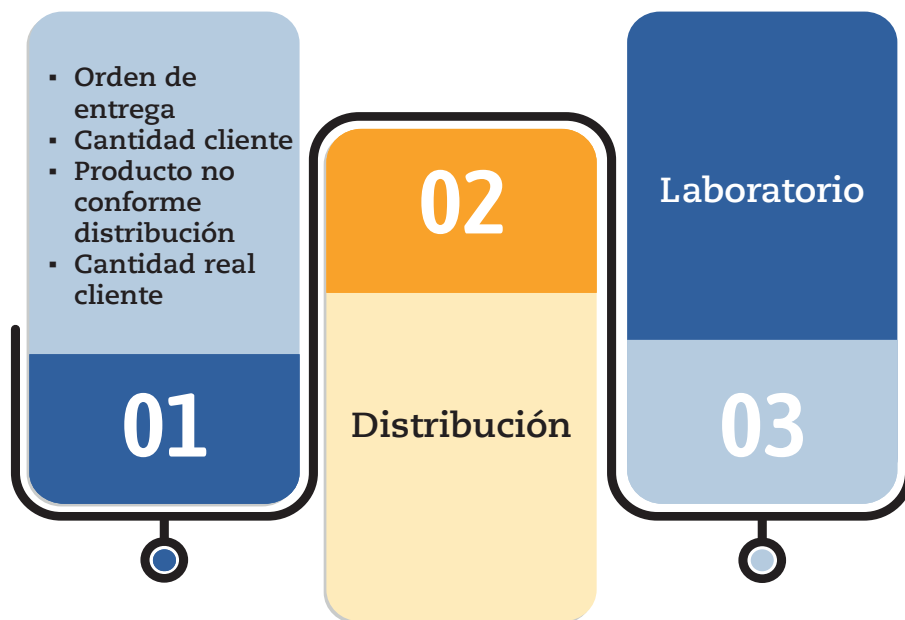 ▪ Orden de
entrega
▪ Cantidad cliente
▪ Producto no
conforme
distribución
▪ Cantidad real
cliente
01
02
Distribución
Laboratorio
03